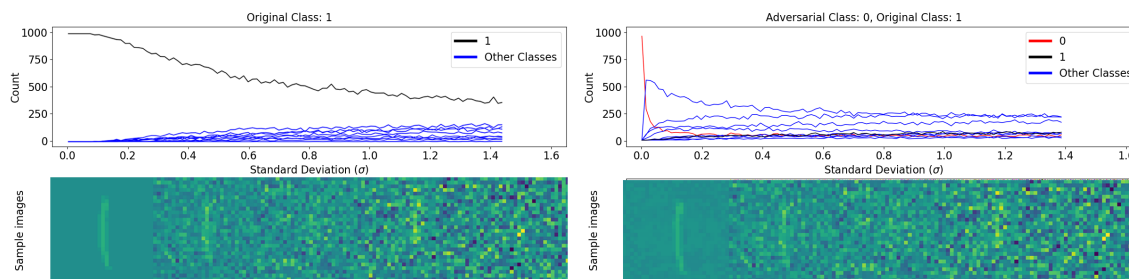 Original Class: 1
1000
750
500
250
0
Count
1
Other Classes
0.0 0.2 0.4 0.6 0.8 1.0 1.2 1.4 1.6
Standard Deviation (σ)
Sample images
Adversarial Class: 0, Original Class: 1
1000
750
500
250
0
Count
0
1
Other Classes
0.0 0.2 0.4 0.6 0.8 1.0 1.2 1.4 1.6
Standard Deviation (σ)
Sample images